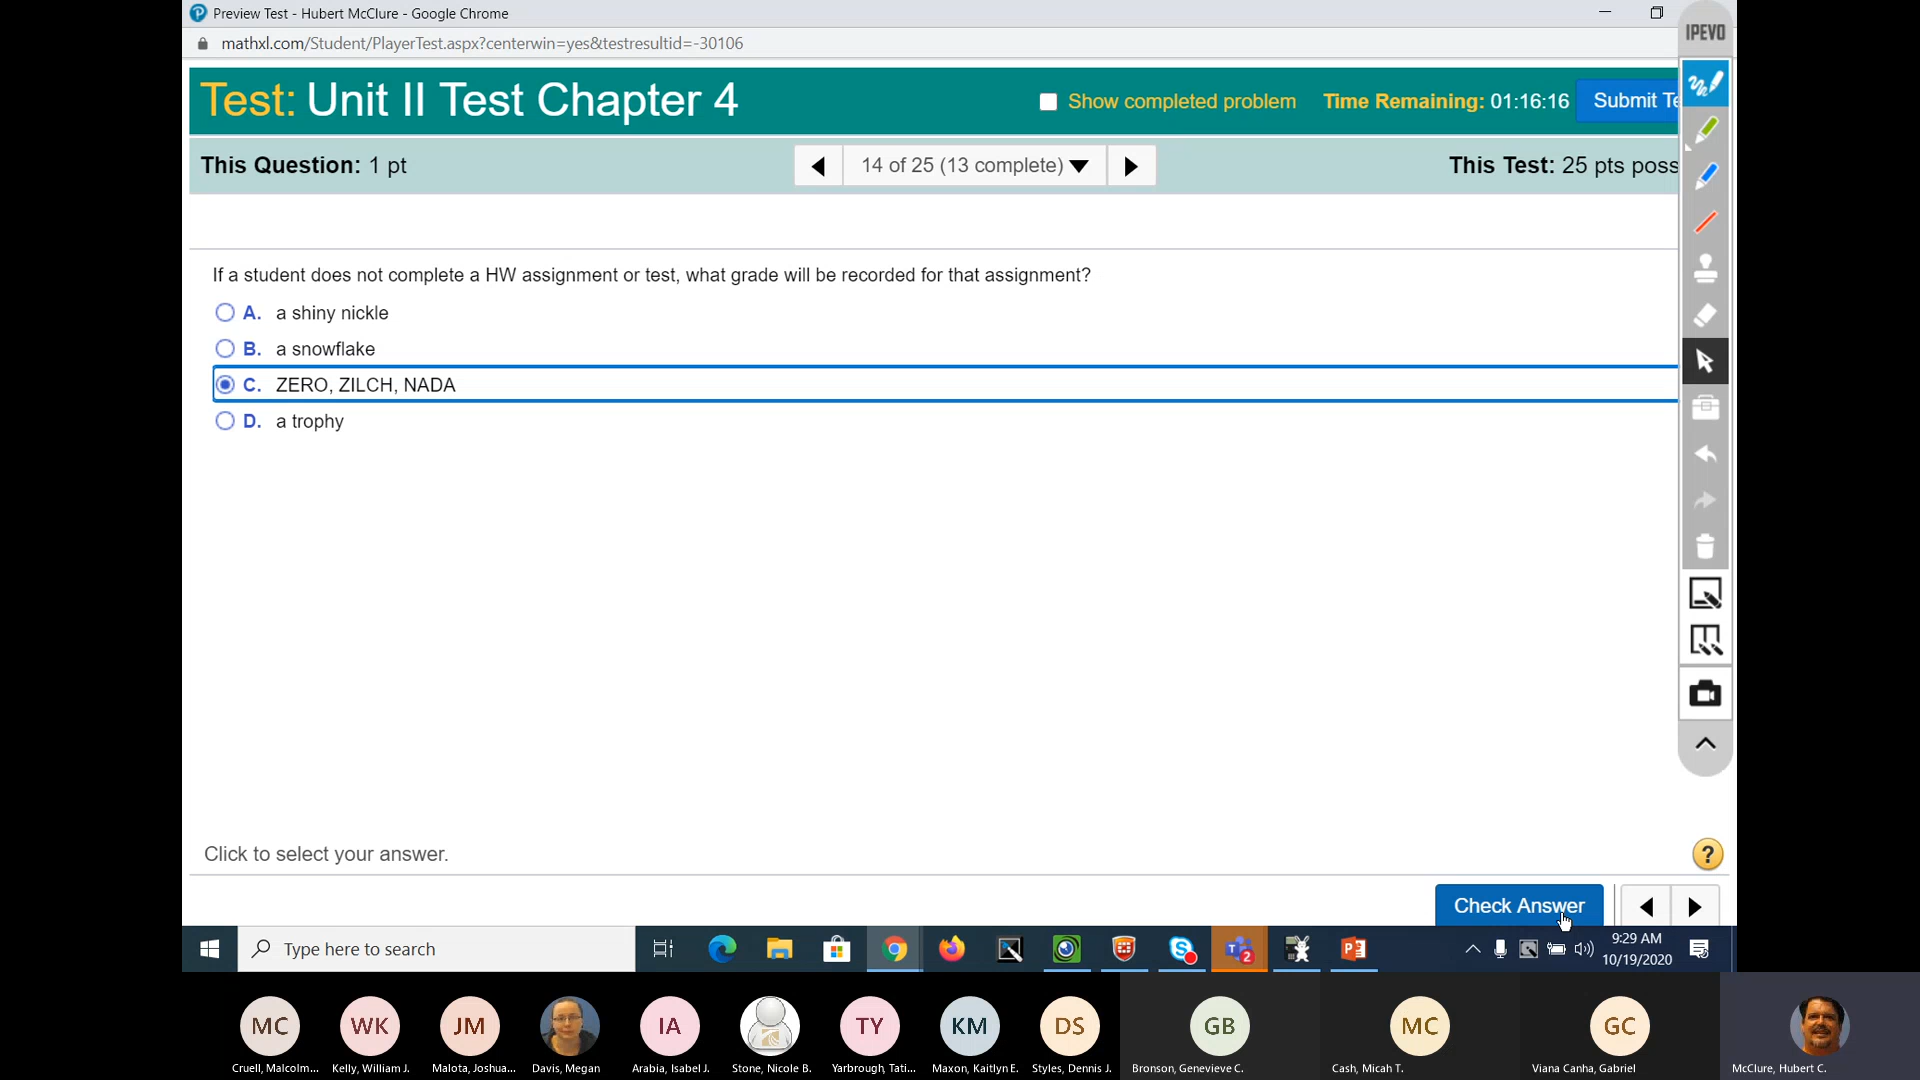 Preview Test - Hubert McClure - Google Chrome
mathxl.com/Student/PlayerTest.aspx?centerwin=yes&testresultid=-30106
IPEVO
Test: Unit II Test Chapter 4
Show completed problem
Time Remaining: 01:16:16
Submit Te
This Question: 1 pt
14 of 25 (13 complete)
This Test: 25 pts poss
If a student does not complete a HW assignment or test, what grade will be recorded for that assignment?
A. a shiny nickle
B. a snowflake
C. ZERO, ZILCH, NADA
D. a trophy
Click to select your answer.
?
Check Answer
Type here to search
2
9:29 AM
10/19/2020
MC
WK
JM
IA
TY
KM
DS
GB
MC
GC
Cruell, Malcolm...
Kelly, William J.
Malota, Joshua...
Davis, Megan
Arabia, Isabel J.
Stone, Nicole B.
Yarbrough, Tati...
Maxon, Kaitlyn E.
Styles, Dennis J.
Bronson, Genevieve C.
Cash, Micah T.
Viana Canha, Gabriel
McClure, Hubert C.